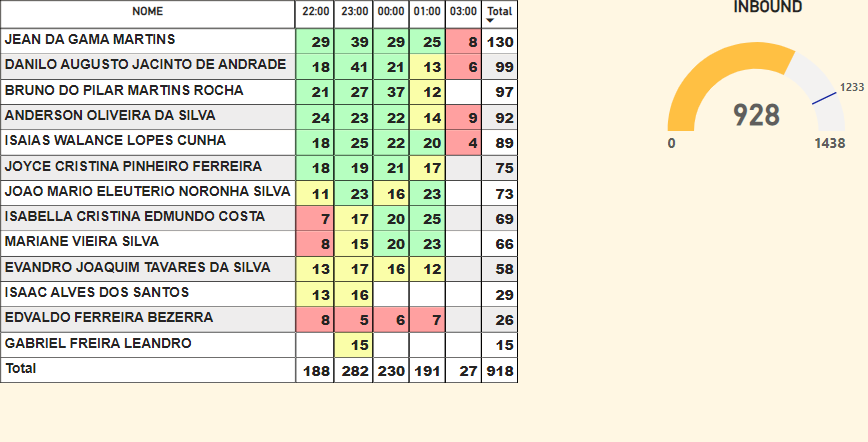 NOME 22:00 23:00 00:00 01:00 03:00 Total
JEAN DA GAMA MARTINS 29 39 29 25 8 130
DANILO AUGUSTO JACINTO DE ANDRADE 18 41 21 13 6 99
BRUNO DO PILAR MARTINS ROCHA 21 27 37 12 97
ANDERSON OLIVEIRA DA SILVA 24 23 22 14 9 92
ISAIAS WALANCE LOPES CUNHA 18 25 22 20 4 89
JOYCE CRISTINA PINHEIRO FERREIRA 18 19 21 17 75
JOAO MARIO ELEUTERIO NORONHA SILVA 11 23 16 23 73
ISABELLA CRISTINA EDMUNDO COSTA 7 17 20 25 69
MARIANE VIEIRA SILVA 8 15 20 23 66
EVANDRO JOAQUIM TAVARES DA SILVA 13 17 16 12 58
ISAAC ALVES DOS SANTOS 13 16 29
EDVALDO FERREIRA BEZERRA 8 5 6 7 26
GABRIEL FREIRA LEANDRO 15 15
Total 188 282 230 191 27 918
INBOUND
1233
928
0 1438